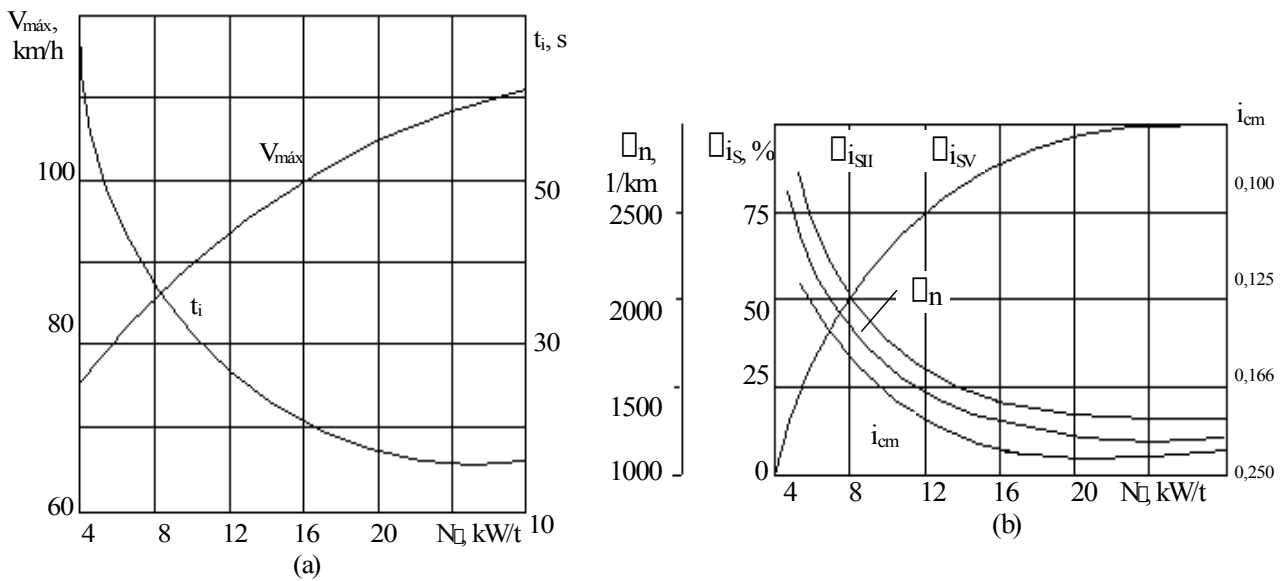 Vmáx,
km/h
ti, s
Vmáx
100
50
ti
80
30
60
10
4 8 12 16 20 N▯, kW/t
(a)
▯n,
1/km
▯iS, %
▯iSII
▯iSV
icm
0,100
2500
75
▯n
0,125
2000
50
0,166
1500
25
icm
1000
0
0,250
4 8 12 16 20 N▯, kW/t
(b)